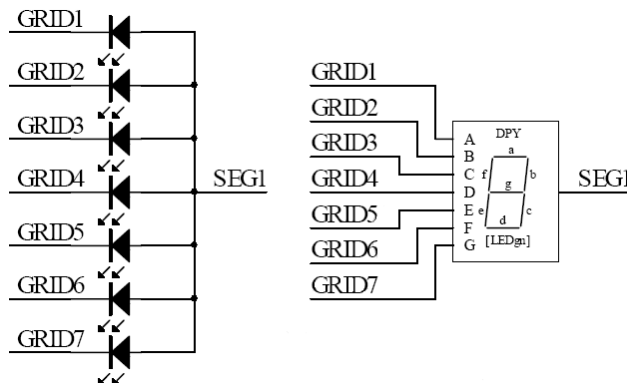 GRID1
GRID2
GRID3
GRID4
GRID5
GRID6
GRID7
SEG1
GRID1
GRID2
GRID3
GRID4
GRID5
GRID6
GRID7
A
B
C
D
E
F
G
DPY
a
f b
g
e c
d
[LEDgn]
SEG1